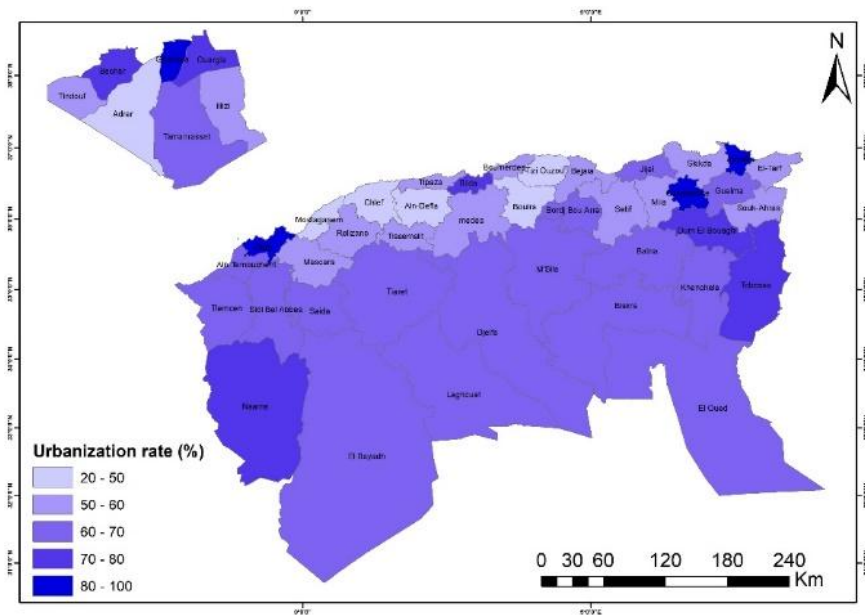 N
Bechar
Ouargla
Tindouf
Adrar
Illizi
Tamanrasset
Boumerdes
Tizi Ouzou
Bejaia
Jijel
Skikda
El-Tarf
Tipaza
Blida
Guelma
Chlef
Ain-Defla
Bouira
Bordj Bou Arre
Setif
Mila
Souk-Ahras
Mostaganem
Relizane
Tissemsilt
medea
Oum El Bouaghi
Ain-Temouchent
Mascara
M'Sila
Batna
Tebessa
Tlemcen
Sidi Bel Abbes
Saida
Tiaret
Khenchela
Biskra
Djelfa
Naama
Laghouat
El Oued
El Bayadh
Urbanization rate (%)
20 - 50
50 - 60
60 - 70
70 - 80
80 - 100
0 30 60 120 180 240
Km